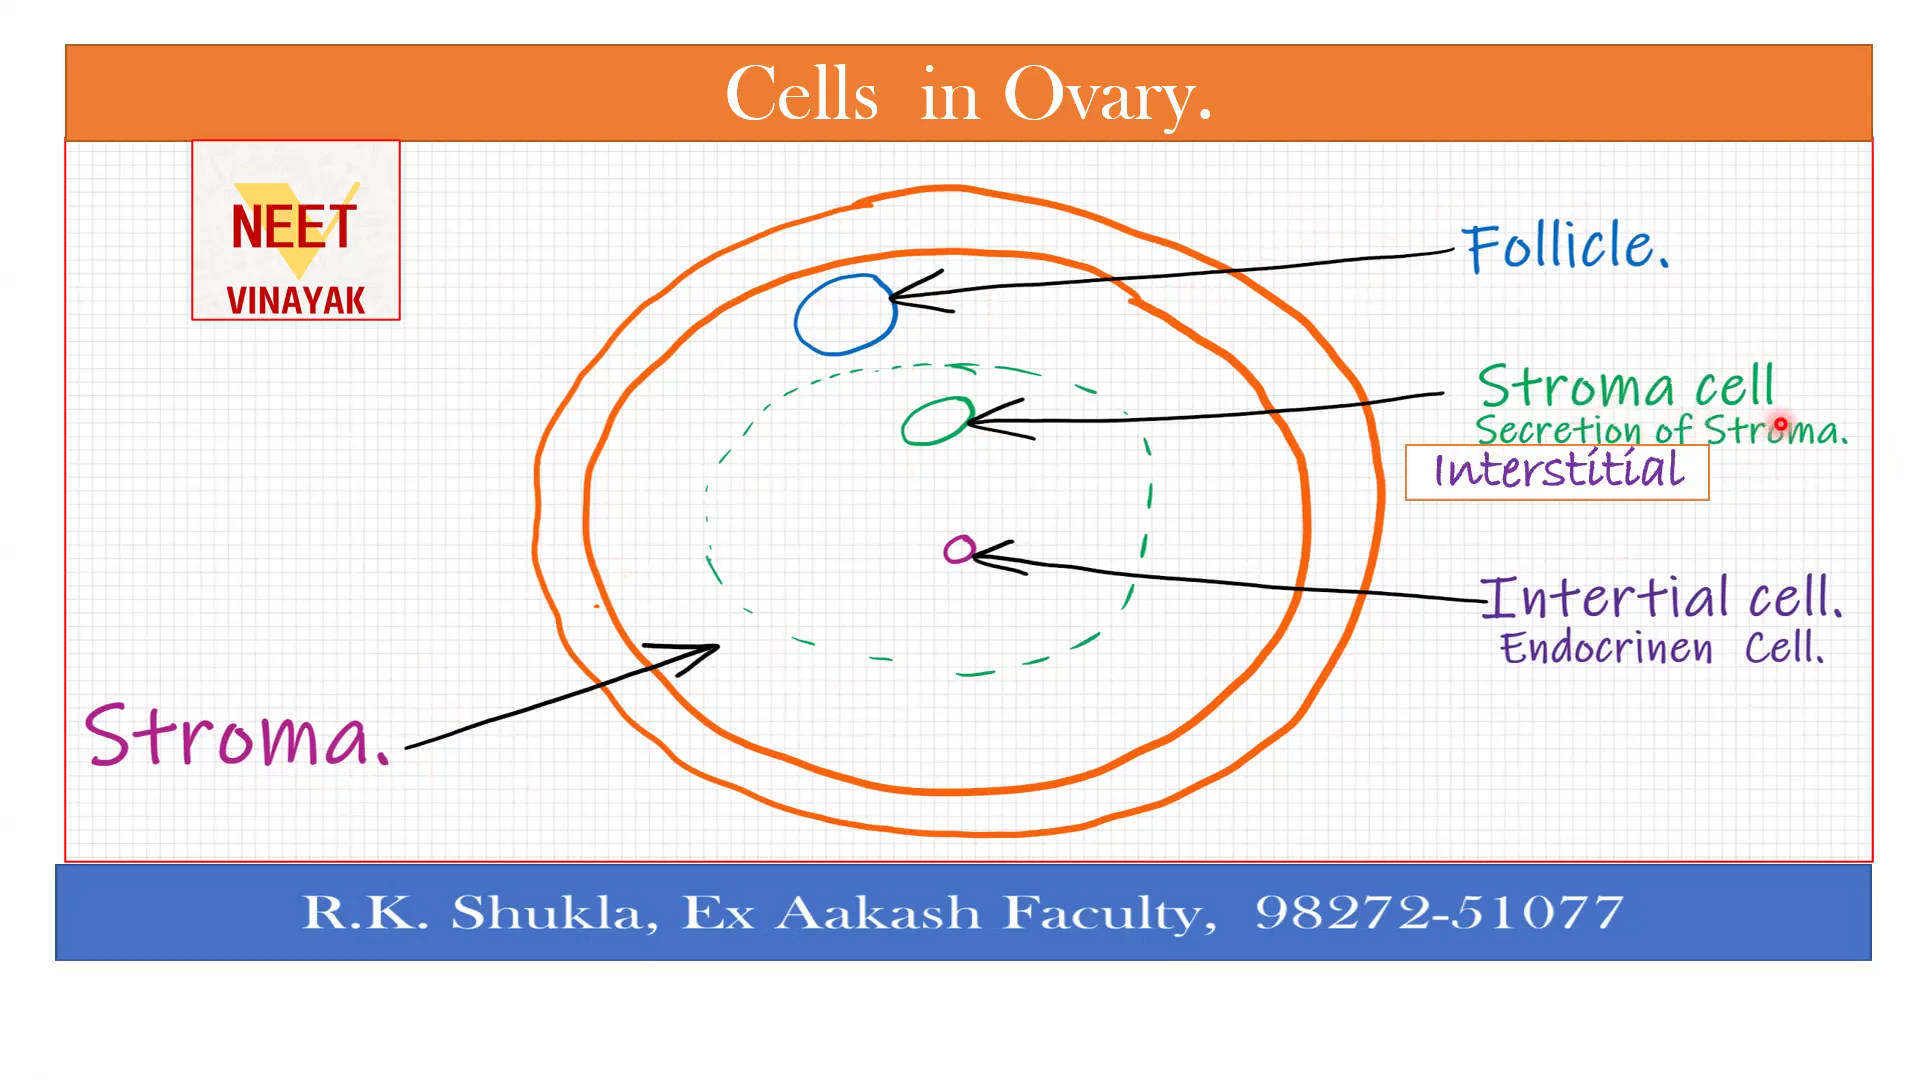 Cells in Ovary.
NEET
VINAYAK
Follicle.
Stroma cell
Secretion of Stroma.
Interstitial
Intertial cell.
Endocrinen Cell.
Stroma.
R.K. Shukla, Ex Aakash Faculty, 98272-51077